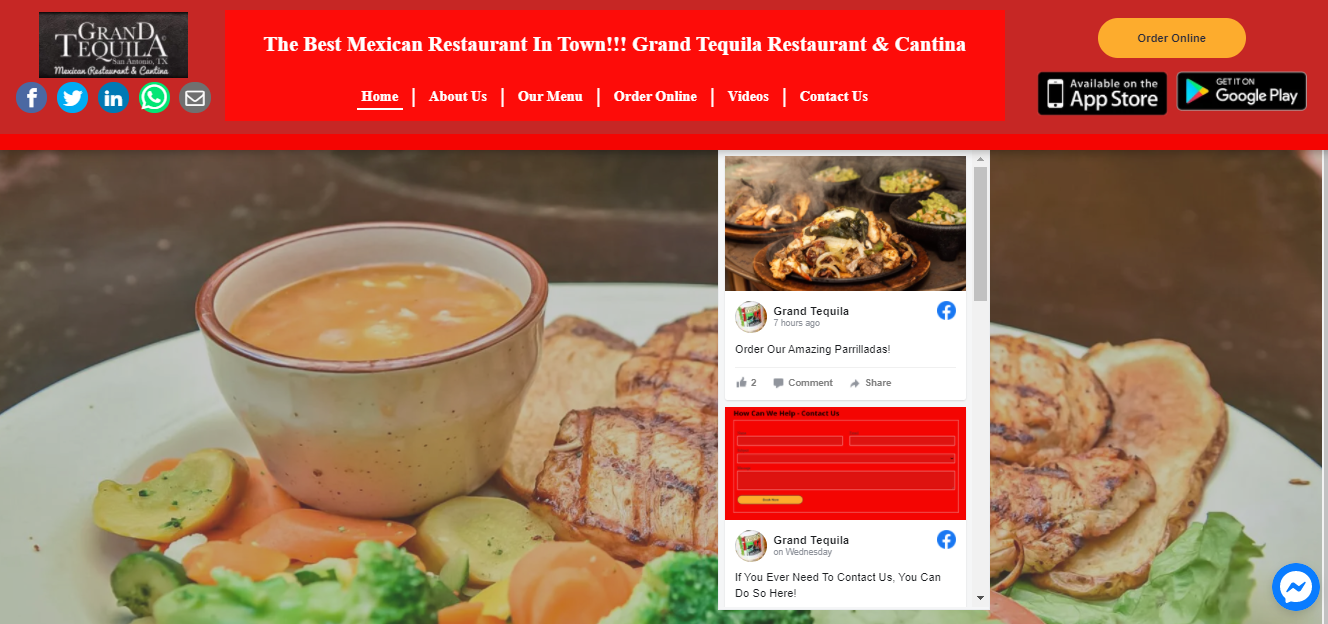 GRAND
TEQUILA
San Antonio, TX
Mexican Restaurant & Cantina
The Best Mexican Restaurant In Town!!! Grand Tequila Restaurant & Cantina
Home
About Us
Our Menu
Order Online
Videos
Contact Us
Order Online
Available on the
App Store
GET IT ON
Google Play
Grand Tequila
7 hours ago
Order Our Amazing Parrilladas!
2 Comment Share
How Can We Help - Contact Us
Grand Tequila
on Wednesday
If You Ever Need To Contact Us, You Can
Do So Here!